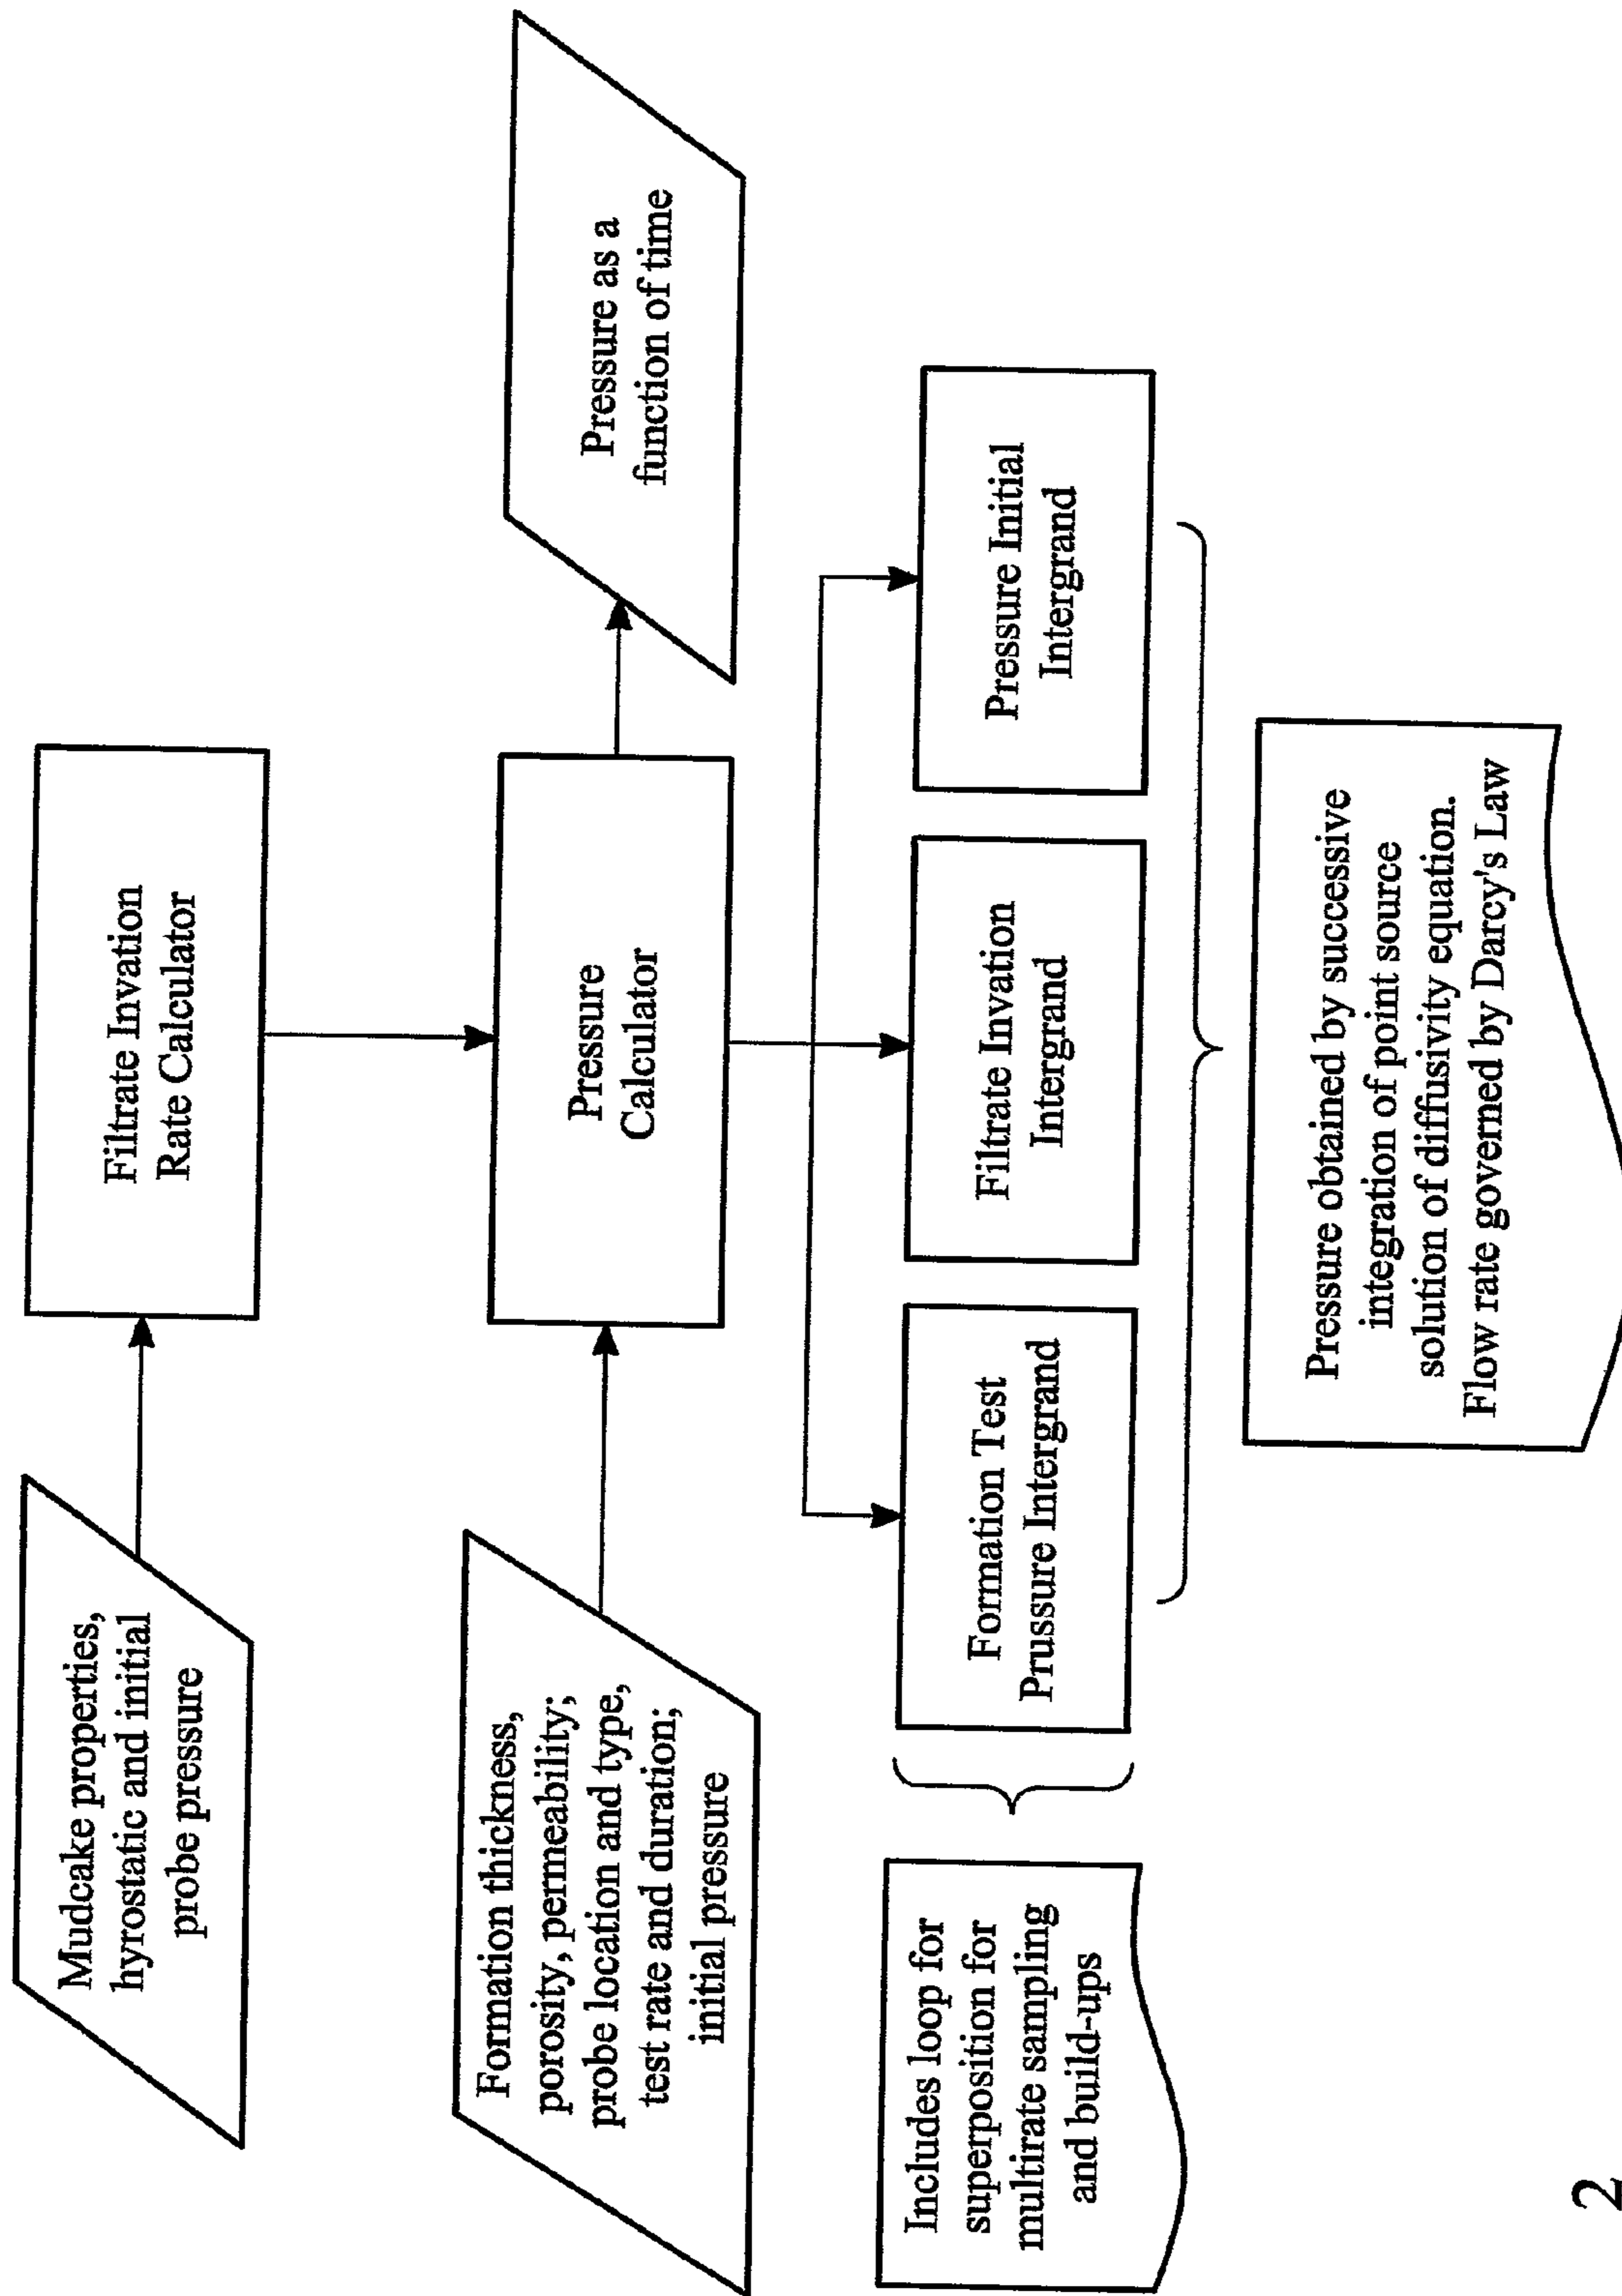 Mudcake properties,
hyrostatic and initial
probe pressure
Filtrate Invation
Rate Calculator
Formation thickness,
porosity, permeability;
probe location and type,
test rate and duration;
initial pressure
Pressure
Calculator
Pressure as a
function of time
Includes loop for
superposition for
multirate sampling
and build-ups
Formation Test
Prussure Intergrand
Filtrate Invation
Intergrand
Pressure Initial
Intergrand
Pressure obtained by successive
integration of point source
solution of diffusivity equation.
Flow rate governed by Darcy's Law
2